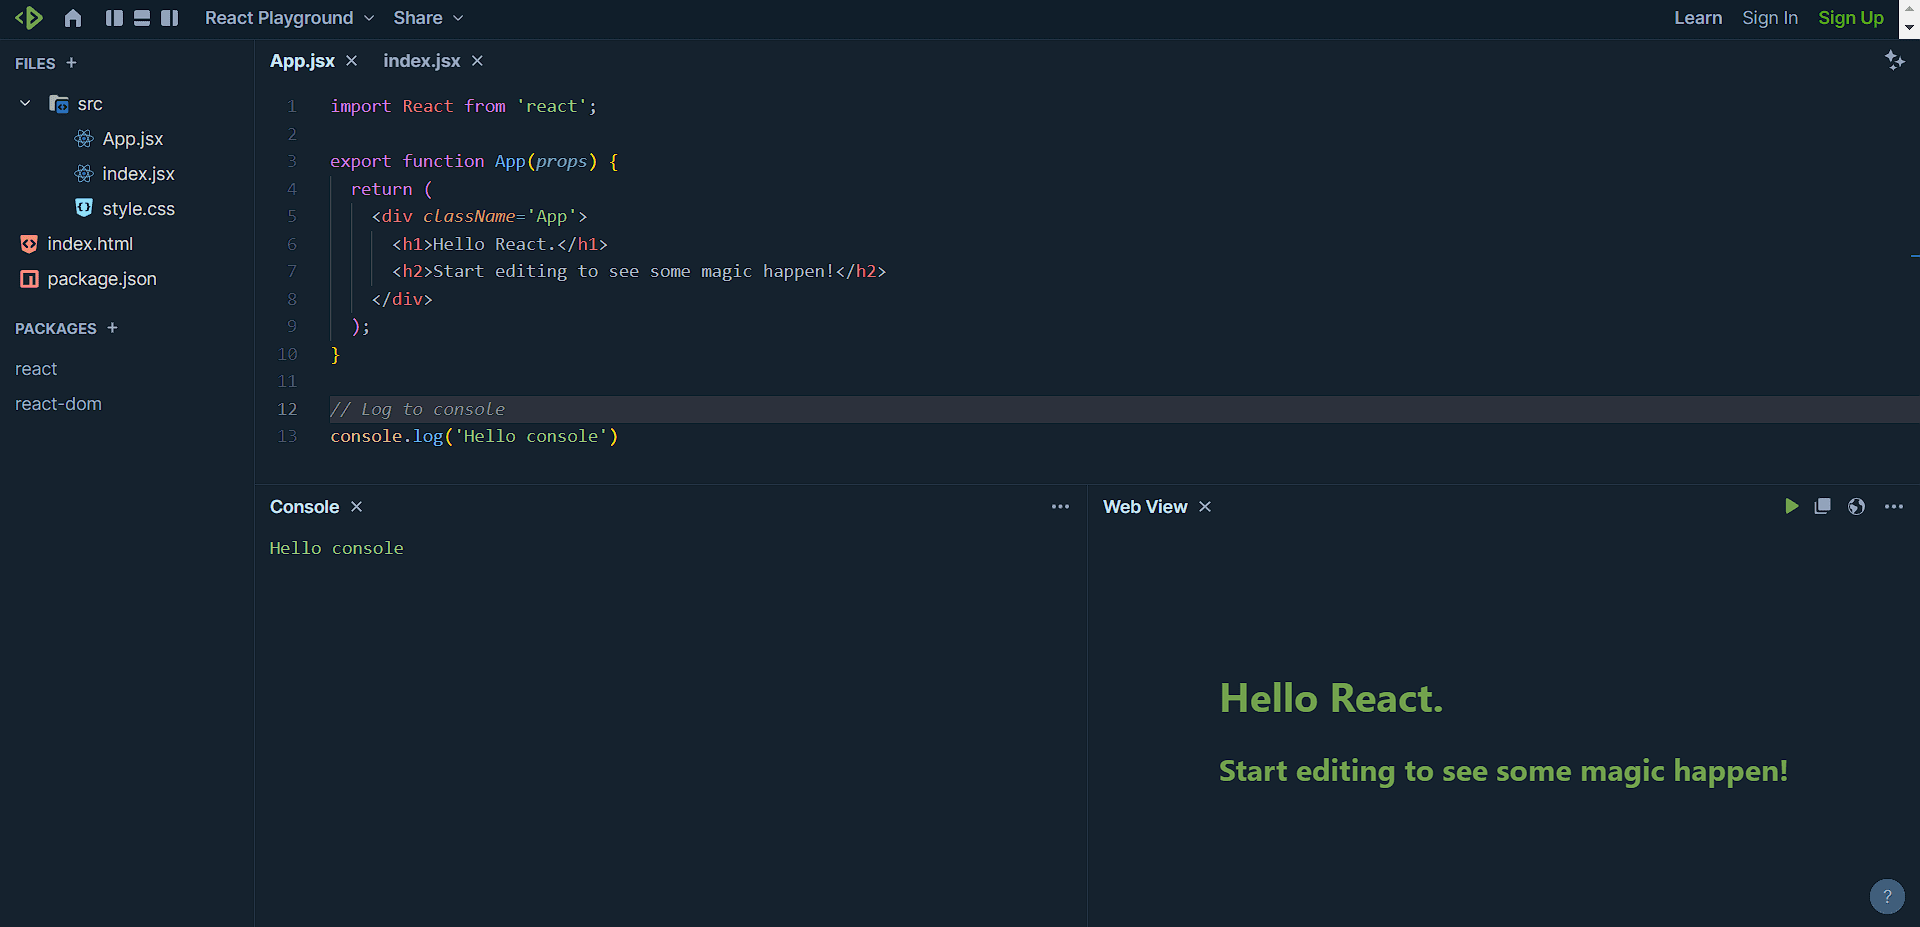 React Playground Share Learn Sign In Sign Up
FILES +
src
App.jsx
index.jsx
style.css
index.html
package.json
PACKAGES +
react
react-dom
App.jsx × index.jsx ×
1 import React from 'react';
2
3 export function App(props) {
4 return (
5 <div className='App'>
6 <h1>Hello React.</h1>
7 <h2>Start editing to see some magic happen!</h2>
8 </div>
9 );
10 }
11
12 // Log to console
13 console.log('Hello console')
Console ×
Hello console
Web View ×
Hello React.
Start editing to see some magic happen!
?